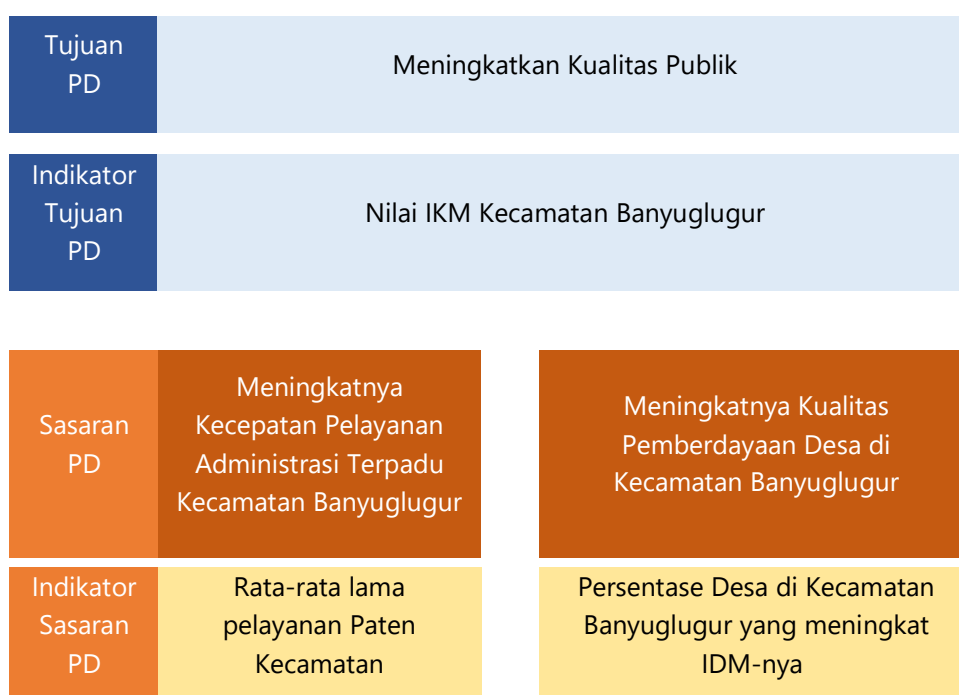 Tujuan
PD
Meningkatkan Kualitas Publik
Indikator
Tujuan
PD
Nilai IKM Kecamatan Banyuglugur
Sasaran
PD
Meningkatnya
Kecepatan Pelayanan
Administrasi Terpadu
Kecamatan Banyuglugur
Meningkatnya Kualitas
Pemberdayaan Desa di
Kecamatan Banyuglugur
Indikator
Sasaran
PD
Rata-rata lama
pelayanan Paten
Kecamatan
Persentase Desa di Kecamatan
Banyuglugur yang meningkat
IDM-nya